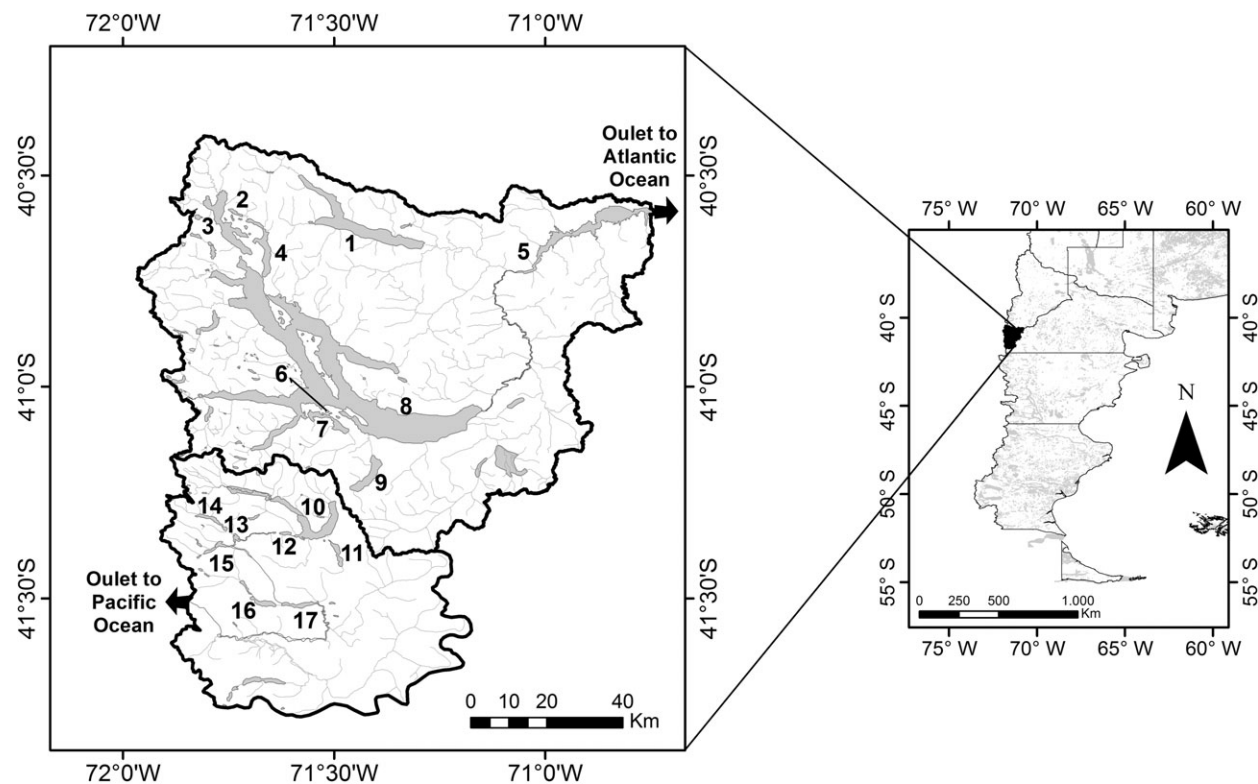 72°0'W 71°30'W 71°0'W
40°30'S
41°0'S
41°30'S
Oulet to
Atlantic
Ocean
40°30'S
41°0'S
41°30'S
1
2
3
4
5
6
7
8
9
10
11
12
13
14
15
16
17
Oulet to
Pacific
Ocean
0 10 20 40
Km
72°0'W 71°30'W 71°0'W
75° W 70° W 65° W 60° W
40°S
45°S
50°S
55°S
N
40°S
45°S
50°S
55°S
0 250 500 1.000
Km
75° W 70° W 65° W 60° W